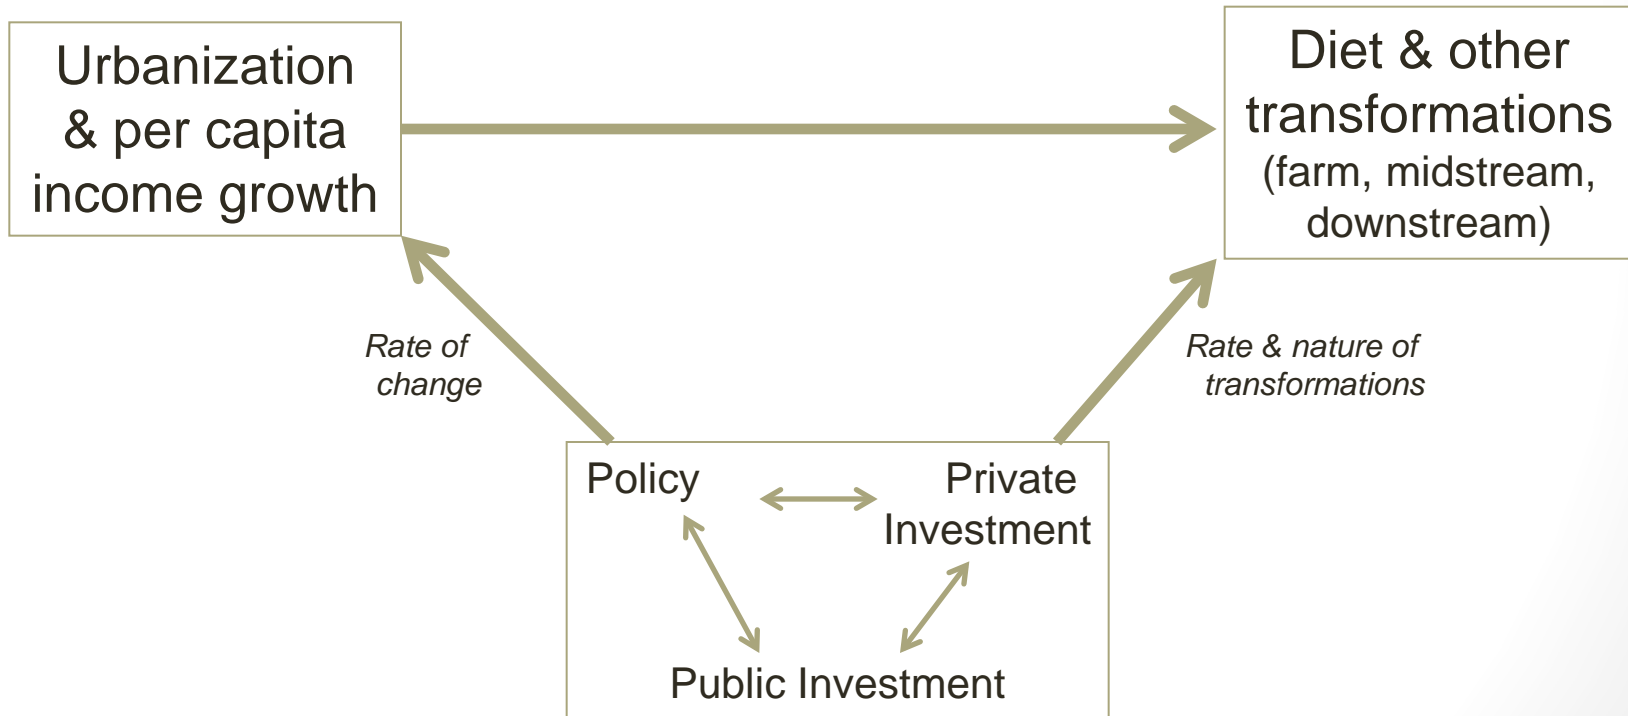 Urbanization
& per capita
income growth
Diet & other
transformations
(farm, midstream,
downstream)
Rate of
change
Rate & nature of
transformations
Policy
Private
Investment
Public Investment